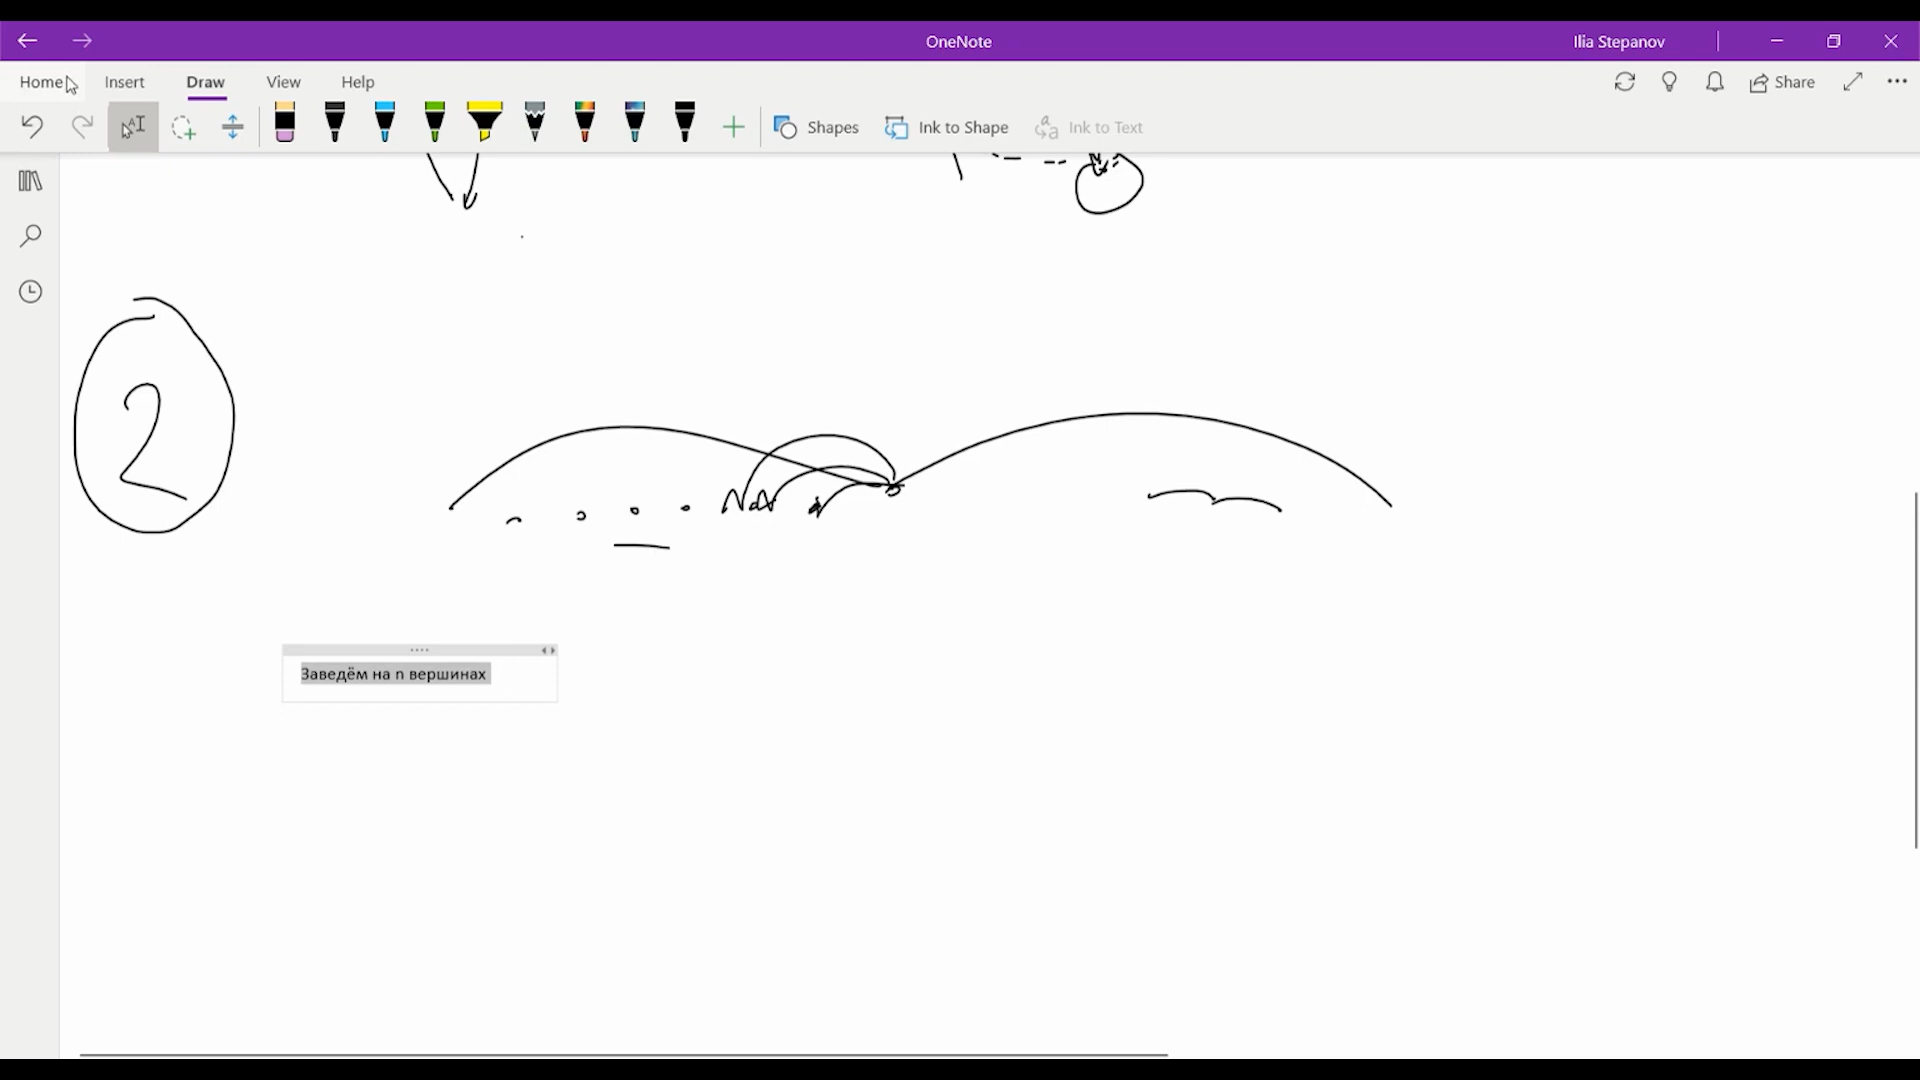 OneNote
Ilia Stepanov
Home
Insert
Draw
View
Help
Share
Shapes
Ink to Shape
Ink to Text
2
Заведём на n вершинах